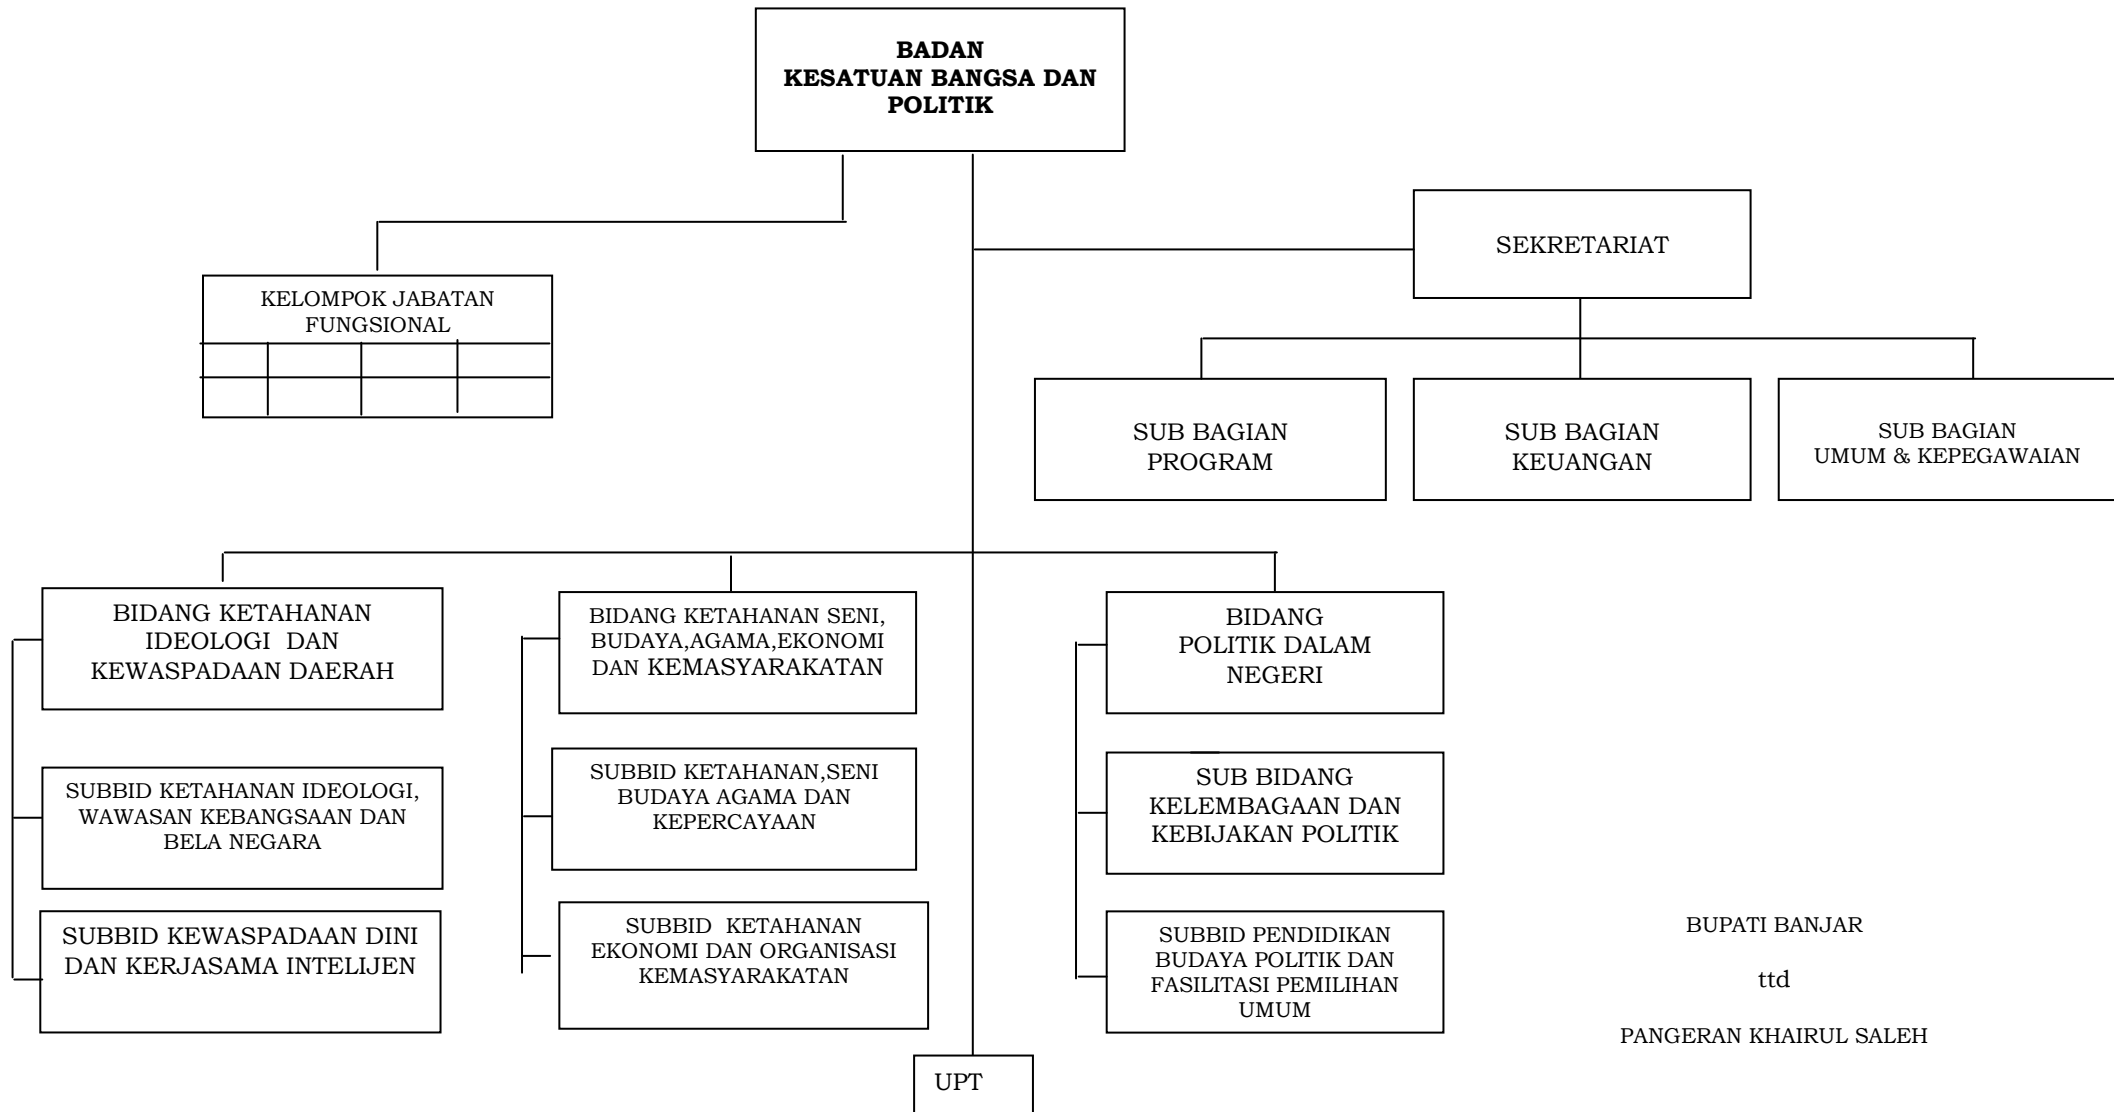 BADAN
KESATUAN BANGSA DAN
POLITIK
SEKRETARIAT
KELOMPOK JABATAN
FUNGSIONAL
SUB BAGIAN
PROGRAM
SUB BAGIAN
KEUANGAN
SUB BAGIAN
UMUM & KEPEGAWAIAN
BIDANG KETAHANAN
IDEOLOGI DAN
KEWASPADAAN DAERAH
BIDANG KETAHANAN SENI,
BUDAYA,AGAMA,EKONOMI
DAN KEMASYARAKATAN
BIDANG
POLITIK DALAM
NEGERI
SUBBID KETAHANAN IDEOLOGI,
WAWASAN KEBANGSAAN DAN
BELA NEGARA
SUBBID KETAHANAN,SENI
BUDAYA AGAMA DAN
KEPERCAYAAN
SUB BIDANG
KELEMBAGAAN DAN
KEBIJAKAN POLITIK
SUBBID KEWASPADAAN DINI
DAN KERJASAMA INTELIJEN
SUBBID KETAHANAN
EKONOMI DAN ORGANISASI
KEMASYARAKATAN
SUBBID PENDIDIKAN
BUDAYA POLITIK DAN
FASILITASI PEMILIHAN
UMUM
BUPATI BANJAR
ttd
PANGERAN KHAIRUL SALEH
UPT